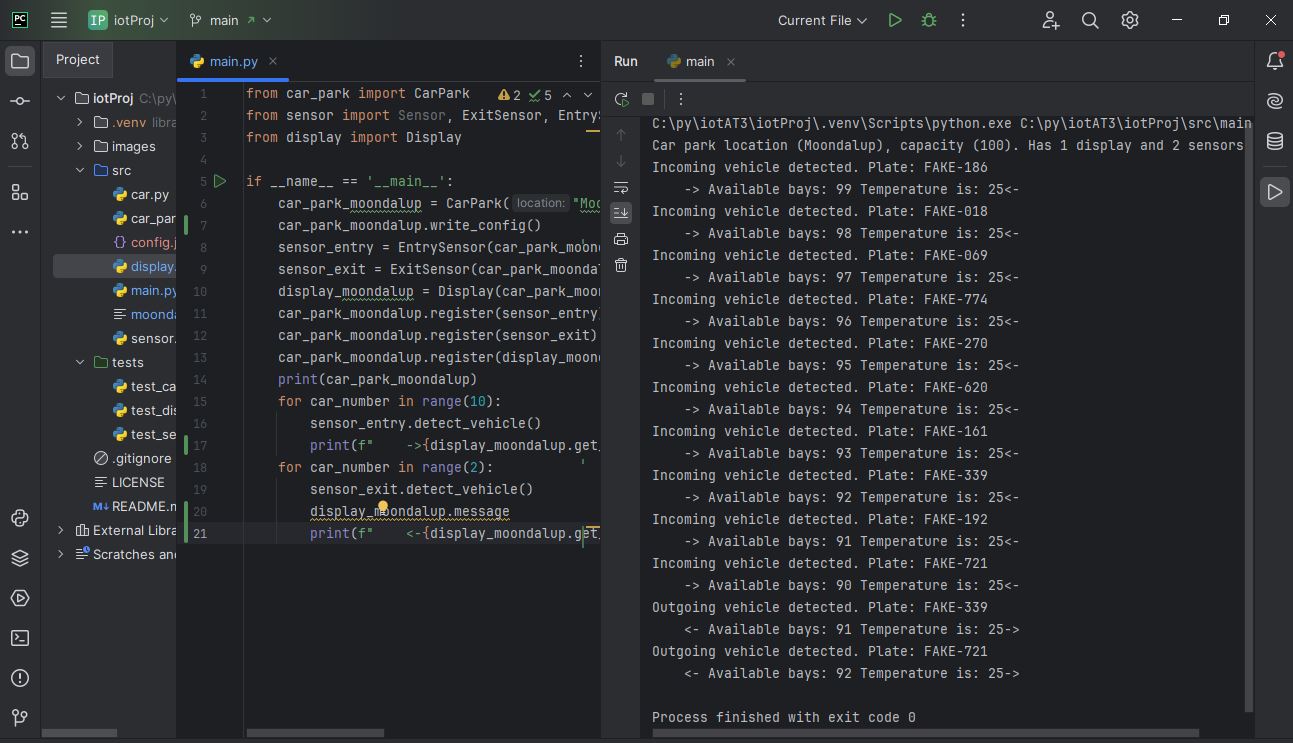 PC
IP iotProj main
Current File
Project
iotProj C:\py\
.venv libra
images
src
car.py
car_par
config.j
display.
main.py
moonda
sensor.
tests
test_ca
test_dis
test_se
.gitignore
LICENSE
M↓ README.m
External Libra
Scratches and
main.py
2 5
1 from car_park import CarPark
2 from sensor import Sensor, ExitSensor, EntryS
3 from display import Display
4
5 if __name__ == '__main__':
6 car_park_moondalup = CarPark( location: "Moo
7 car_park_moondalup.write_config()
8 sensor_entry = EntrySensor(car_park_moond
9 sensor_exit = ExitSensor(car_park_moondal
10 display_moondalup = Display(car_park_moon
11 car_park_moondalup.register(sensor_entry)
12 car_park_moondalup.register(sensor_exit)
13 car_park_moondalup.register(display_moond
14 print(car_park_moondalup)
15 for car_number in range(10):
16 sensor_entry.detect_vehicle()
17 print(f"    ->{display_moondalup.get_
18 for car_number in range(2):
19 sensor_exit.detect_vehicle()
20 display_moondalup.message
21 print(f"    <-{display_moondalup.get_
Run main
C:\py\iotAT3\iotProj\.venv\Scripts\python.exe C:\py\iotAT3\iotProj\src\main
Car park location (Moondalup), capacity (100). Has 1 display and 2 sensors
Incoming vehicle detected. Plate: FAKE-186
-> Available bays: 99 Temperature is: 25<-
Incoming vehicle detected. Plate: FAKE-018
-> Available bays: 98 Temperature is: 25<-
Incoming vehicle detected. Plate: FAKE-069
-> Available bays: 97 Temperature is: 25<-
Incoming vehicle detected. Plate: FAKE-774
-> Available bays: 96 Temperature is: 25<-
Incoming vehicle detected. Plate: FAKE-270
-> Available bays: 95 Temperature is: 25<-
Incoming vehicle detected. Plate: FAKE-620
-> Available bays: 94 Temperature is: 25<-
Incoming vehicle detected. Plate: FAKE-161
-> Available bays: 93 Temperature is: 25<-
Incoming vehicle detected. Plate: FAKE-339
-> Available bays: 92 Temperature is: 25<-
Incoming vehicle detected. Plate: FAKE-192
-> Available bays: 91 Temperature is: 25<-
Incoming vehicle detected. Plate: FAKE-721
-> Available bays: 90 Temperature is: 25<-
Outgoing vehicle detected. Plate: FAKE-339
<- Available bays: 91 Temperature is: 25->
Outgoing vehicle detected. Plate: FAKE-721
<- Available bays: 92 Temperature is: 25->
Process finished with exit code 0